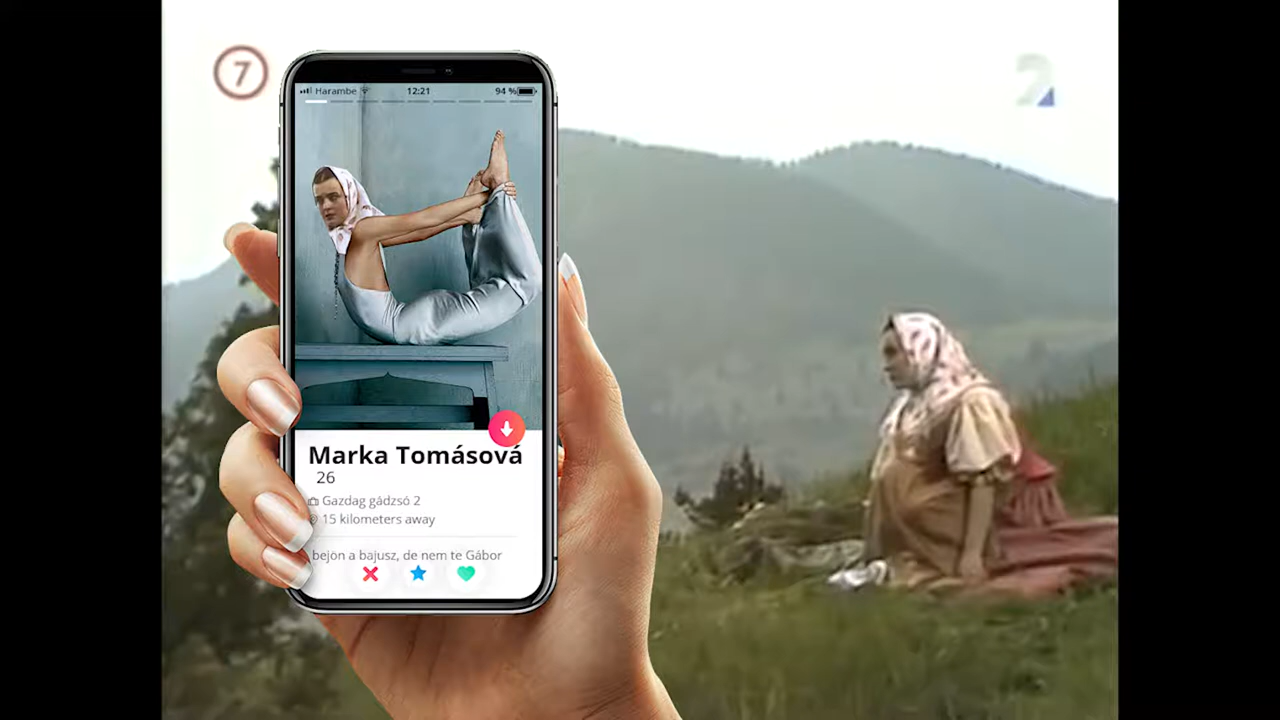 7
2
Harambe 12:21 94 %
Marka Tomásová
26
Gazdag gádzsó 2
15 kilometers away
bejön a bajusz, de nem te Gábor